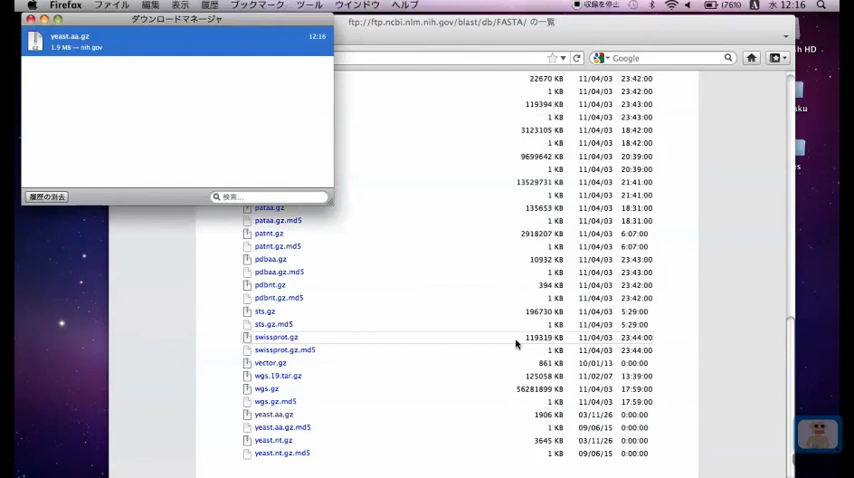 Firefox ファイル 編集 表示 履歴 ブックマーク ツール ウインドウ ヘルプ 収録を停止 (76%) A 水 12:16
ダウンロードマネージャ
ftp://ftp.ncbi.nlm.nih.gov/blast/db/FASTA/ の一覧
yeast.aa.gz 12:16
1.9 MB — nih.gov
Google
履歴の消去 検索...
22670 KB 11/04/03 23:42:00
1 KB 11/04/03 23:42:00
119394 KB 11/04/03 23:43:00
1 KB 11/04/03 23:43:00
3123105 KB 11/04/03 18:42:00
1 KB 11/04/03 18:42:00
9699642 KB 11/04/03 20:39:00
1 KB 11/04/03 20:39:00
13529731 KB 11/04/03 21:41:00
1 KB 11/04/03 21:41:00
pataa.gz 135653 KB 11/04/03 18:31:00
pataa.gz.md5 1 KB 11/04/03 18:31:00
patnt.gz 2918207 KB 11/04/03 6:07:00
patnt.gz.md5 1 KB 11/04/03 6:07:00
pdbaa.gz 10932 KB 11/04/03 23:43:00
pdbaa.gz.md5 1 KB 11/04/03 23:43:00
pdbnt.gz 394 KB 11/04/03 23:42:00
pdbnt.gz.md5 1 KB 11/04/03 23:42:00
sts.gz 196730 KB 11/04/03 5:29:00
sts.gz.md5 1 KB 11/04/03 5:29:00
swissprot.gz 119319 KB 11/04/03 23:44:00
swissprot.gz.md5 1 KB 11/04/03 23:44:00
vector.gz 861 KB 10/01/13 0:00:00
wgs.19.tar.gz 125058 KB 11/02/07 13:39:00
wgs.gz 56281899 KB 11/04/03 17:59:00
wgs.gz.md5 1 KB 11/04/03 17:59:00
yeast.aa.gz 1906 KB 03/11/26 0:00:00
yeast.aa.gz.md5 1 KB 09/06/15 0:00:00
yeast.nt.gz 3645 KB 03/11/26 0:00:00
yeast.nt.gz.md5 1 KB 09/06/15 0:00:00